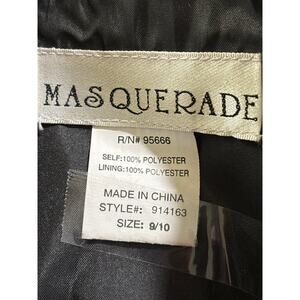 MASQUERADE
R/N# 95666
SELF:100% POLYESTER
LINING:100% POLYESTER
MADE IN CHINA
STYLE#: 914163
SIZE: 9/10